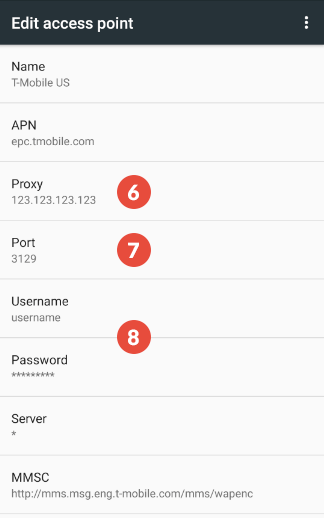 Edit access point
Name
T-Mobile US
APN
epc.tmobile.com
Proxy
123.123.123.123
6
Port
3129
7
Username
username
8
Password
*********
Server
*
MMSC
http://mms.msg.eng.t-mobile.com/mms/wapenc